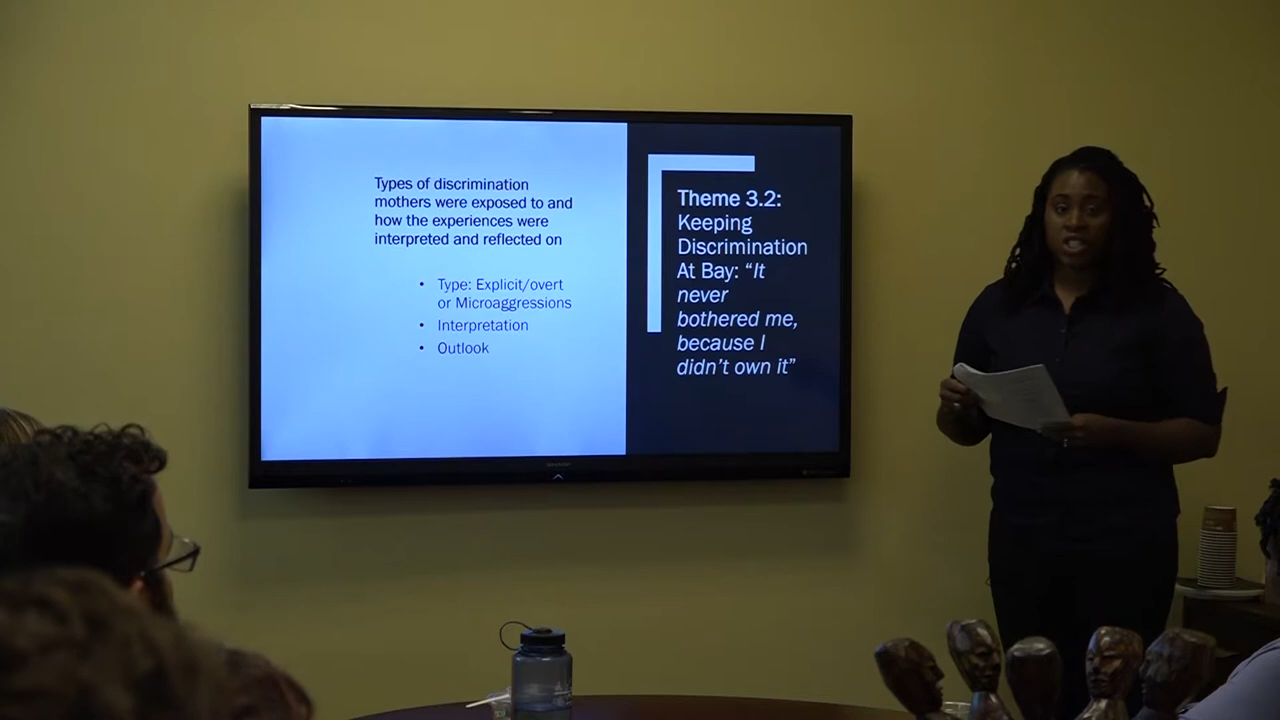 Types of discrimination
mothers were exposed to and
how the experiences were
interpreted and reflected on
• Type: Explicit/overt
or Microaggressions
• Interpretation
• Outlook
Theme 3.2:
Keeping
Discrimination
At Bay: “It
never
bothered me,
because I
didn’t own it”
SHARP